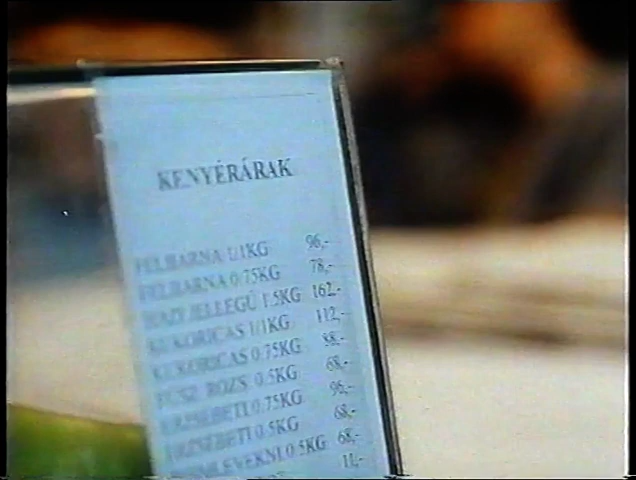 KENYÉRÁRAK
FÉLBARNA 1/1KG 96,-
FÉLBARNA 0.75KG 78,-
HÁZI JELLEGŰ 1.5KG 162,-
KUKORICÁS 1/1KG 112,-
KUKORICÁS 0.75KG 88,-
ROZS 0.5KG 68,-
ERZSÉBETI 0.75KG 96,-
ERZSÉBETI 0.5KG 68,-
0.5KG 68,-
11,-